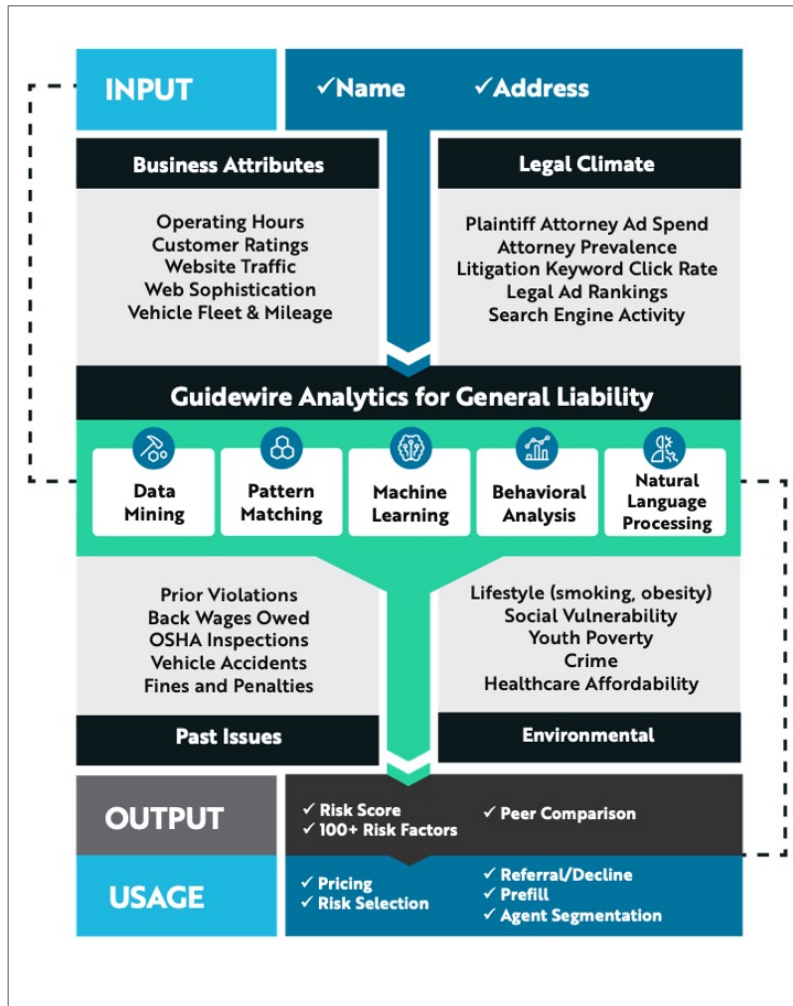 INPUT
✓Name ✓Address
Business Attributes
Operating Hours
Customer Ratings
Website Traffic
Web Sophistication
Vehicle Fleet & Mileage
Legal Climate
Plaintiff Attorney Ad Spend
Attorney Prevalence
Litigation Keyword Click Rate
Legal Ad Rankings
Search Engine Activity
Guidewire Analytics for General Liability
Data
Mining
Pattern
Matching
Machine
Learning
Behavioral
Analysis
Natural
Language
Processing
Prior Violations
Back Wages Owed
OSHA Inspections
Vehicle Accidents
Fines and Penalties
Past Issues
Lifestyle (smoking, obesity)
Social Vulnerability
Youth Poverty
Crime
Healthcare Affordability
Environmental
OUTPUT
✓ Risk Score
✓ 100+ Risk Factors
✓ Peer Comparison
USAGE
✓ Pricing
✓ Risk Selection
✓ Referral/Decline
✓ Prefill
✓ Agent Segmentation